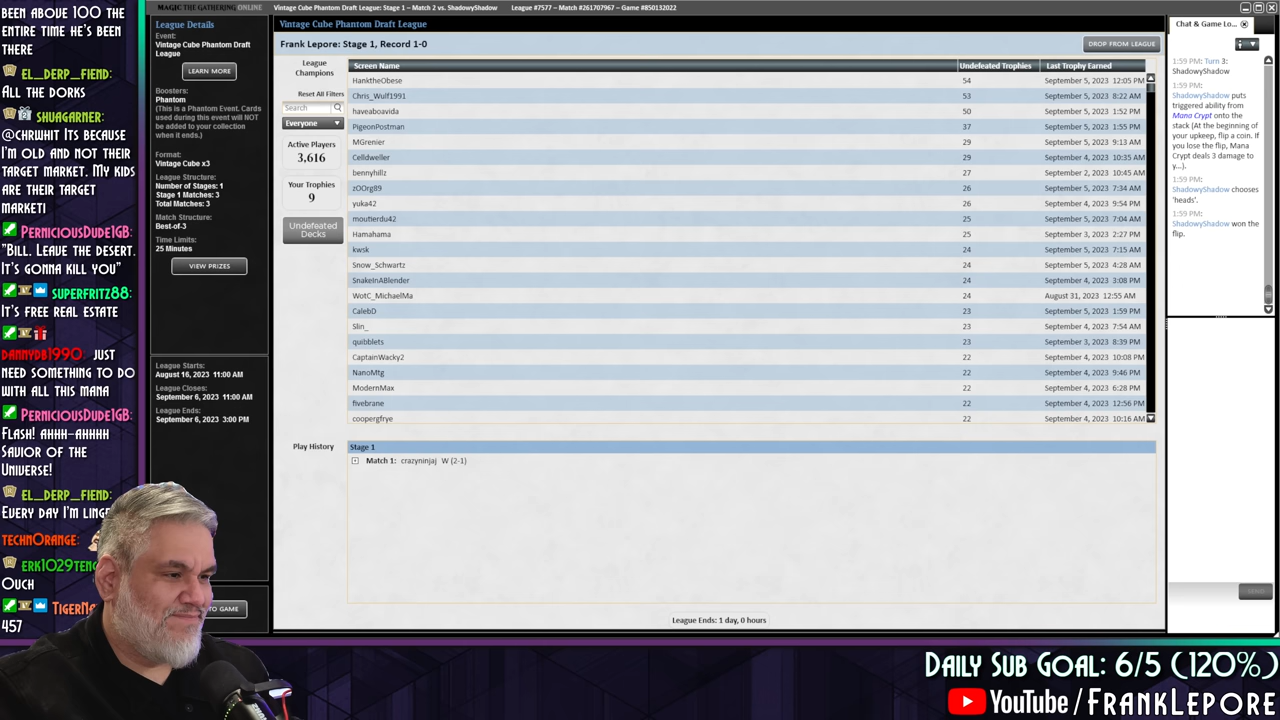 BEEN ABOVE 100 THE
ENTIRE TIME HE'S BEEN
THERE
EL_DERP_FIEND:
ALL THE DORKS
SHUAGARNER:
@CHRWHIT ITS BECAUSE
I'M OLD AND NOT THEIR
TARGET MARKET. MY KIDS
ARE THEIR TARGET
MARKET!
PERNICIOUSDUDE1GB:
"BILL. LEAVE THE DESERT.
IT'S GONNA KILL YOU"
SUPERFRITZ88:
IT'S FREE REAL ESTATE
DANNYDB1990: JUST
NEED SOMETHING TO DO
WITH ALL THIS MANA
PERNICIOUSDUDE1GB:
FLASH! AHHH-AHHHH
SAVIOR OF THE
UNIVERSE!
EL_DERP_FIEND:
EVERY DAY I'M LINGE
TECHNORANGE:
ERK1029TENG
OUCH
TIGERNA
457
MAGIC THE GATHERING ONLINE
Vintage Cube Phantom Draft League: Stage 1 – Match 2 vs. ShadowyShadow League #7577 – Match #261707967 – Game #850132022
League Details
Event:
Vintage Cube Phantom Draft
League
LEARN MORE
Boosters:
Phantom
(This is a Phantom Event. Cards
used during this event will NOT
be added to your collection
when it ends.)
Format:
Vintage Cube x3
League Structure:
Number of Stages: 1
Stage 1 Matches: 3
Total Matches: 3
Match Structure:
Best-of-3
Time Limits:
25 Minutes
VIEW PRIZES
League Starts:
August 16, 2023 11:00 AM
League Closes:
September 6, 2023 11:00 AM
League Ends:
September 6, 2023 3:00 PM
TO GAME
Vintage Cube Phantom Draft League
Frank Lepore: Stage 1, Record 1-0
DROP FROM LEAGUE
League
Champions
Reset All Filters
Search
Everyone
Active Players
3,616
Your Trophies
9
Undefeated
Decks
Screen Name Undefeated Trophies Last Trophy Earned
HanktheObese 54 September 5, 2023 12:05 PM
Chris_Wulf1991 53 September 5, 2023 8:22 AM
haveaboavida 50 September 5, 2023 1:52 PM
PigeonPostman 37 September 5, 2023 1:55 PM
MGrenier 29 September 5, 2023 9:13 AM
Celldweller 29 September 4, 2023 10:35 AM
bennyhillz 27 September 2, 2023 10:45 AM
zOOrg89 26 September 5, 2023 7:34 AM
yuka42 26 September 4, 2023 9:54 PM
moutierdu42 25 September 5, 2023 7:04 AM
Hamahama 25 September 3, 2023 2:27 PM
kwsk 24 September 5, 2023 7:15 AM
Snow_Schwartz 24 September 5, 2023 4:28 AM
SnakeInABlender 24 September 4, 2023 3:08 PM
WotC_MichaelMa 24 August 31, 2023 12:55 AM
CalebD 23 September 5, 2023 1:59 PM
Slin_ 23 September 4, 2023 7:54 AM
quibblets 23 September 3, 2023 8:39 PM
CaptainWacky2 22 September 4, 2023 10:08 PM
NanoMtg 22 September 4, 2023 9:46 PM
ModernMax 22 September 4, 2023 6:28 PM
fivebrane 22 September 4, 2023 12:56 PM
coopergfrye 22 September 4, 2023 10:16 AM
Play History
Stage 1
Match 1: crazyninjaj W (2-1)
League Ends: 1 day, 0 hours
Chat & Game Lo...
1:59 PM: Turn 3:
ShadowyShadow
1:59 PM:
ShadowyShadow puts
triggered ability from
Mana Crypt onto the
stack (At the beginning of
your upkeep, flip a coin. If
you lose the flip, Mana
Crypt deals 3 damage to
y...).
1:59 PM:
ShadowyShadow chooses
'heads'.
1:59 PM:
ShadowyShadow won the
flip.
SEND
DAILY SUB GOAL: 6/5 (120%)
YOUTUBE/FRANKLEPORE